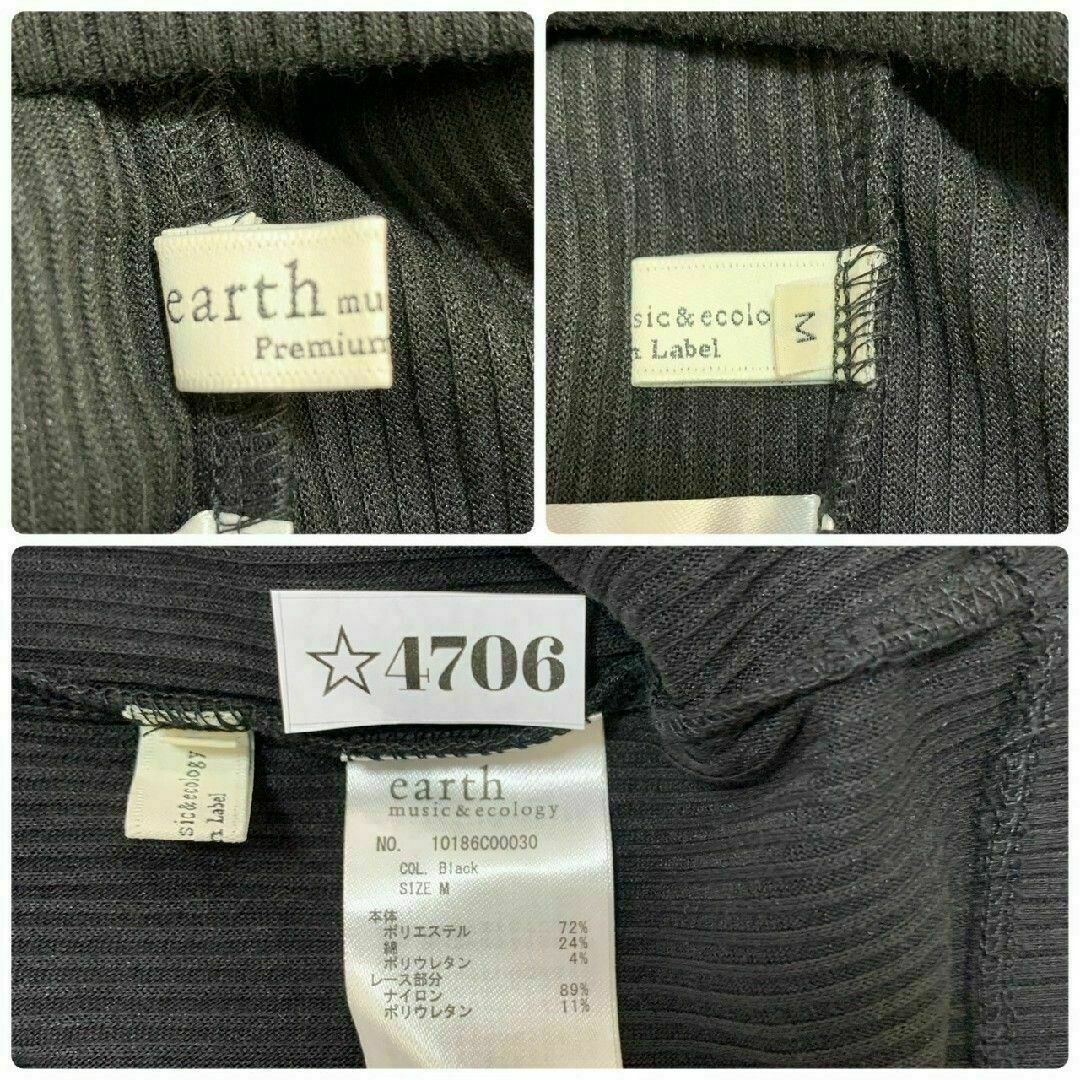 earth mu
Premium
sic & ecolo
Label
M
☆4706
sic & ecology
Label
earth
music & ecology
NO. 10186C00030
COL. Black
SIZE M
本体
ポリエステル 72%
綿 24%
ポリウレタン 4%
レース部分
ナイロン 89%
ポリウレタン 11%